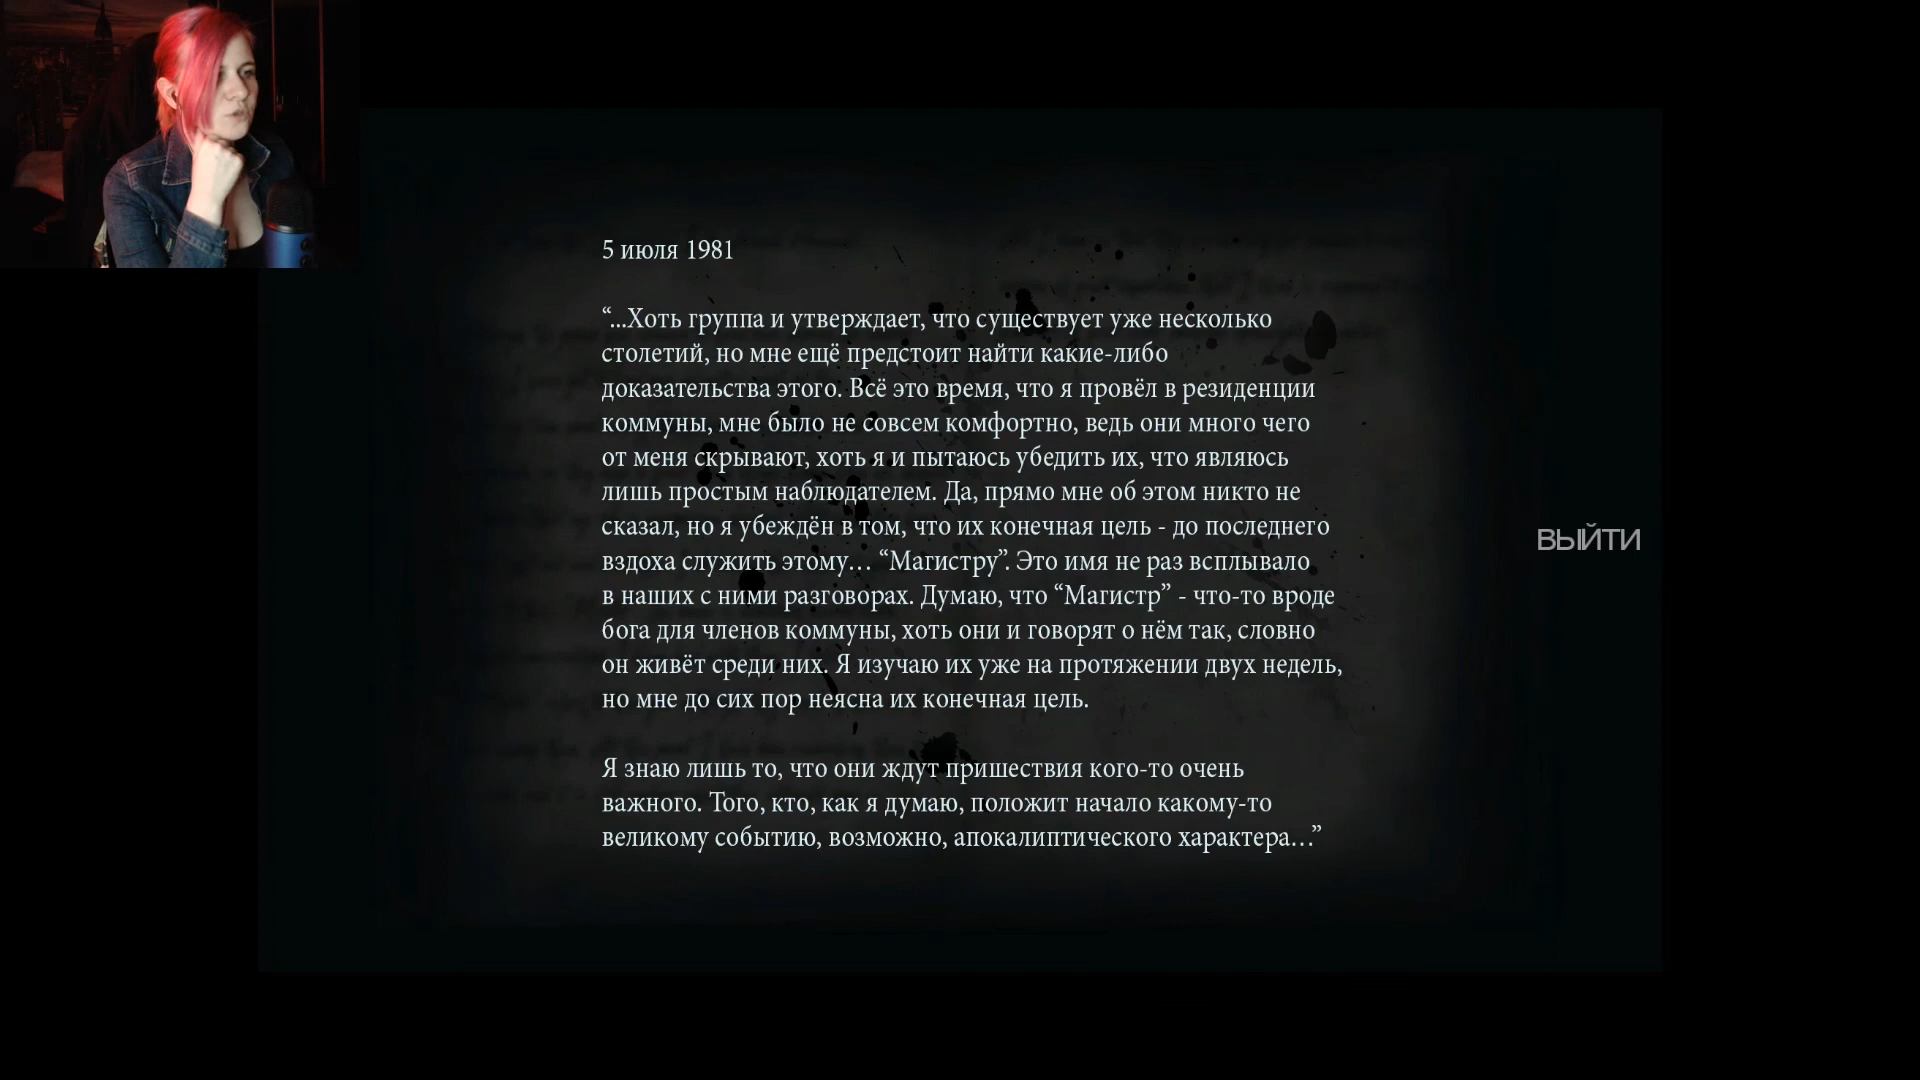 5 июля 1981
“...Хоть группа и утверждает, что существует уже несколько
столетий, но мне ещё предстоит найти какие-либо
доказательства этого. Всё это время, что я провёл в резиденции
коммуны, мне было не совсем комфортно, ведь они много чего
от меня скрывают, хоть я и пытаюсь убедить их, что являюсь
лишь простым наблюдателем. Да, прямо мне об этом никто не
сказал, но я убеждён в том, что их конечная цель - до последнего
вздоха служить этому… “Магистру”. Это имя не раз всплывало
в наших с ними разговорах. Думаю, что “Магистр” - что-то вроде
бога для членов коммуны, хоть они и говорят о нём так, словно
он живёт среди них. Я изучаю их уже на протяжении двух недель,
но мне до сих пор неясна их конечная цель.
Я знаю лишь то, что они ждут пришествия кого-то очень
важного. Того, кто, как я думаю, положит начало какому-то
великому событию, возможно, апокалиптического характера…”
ВЫЙТИ